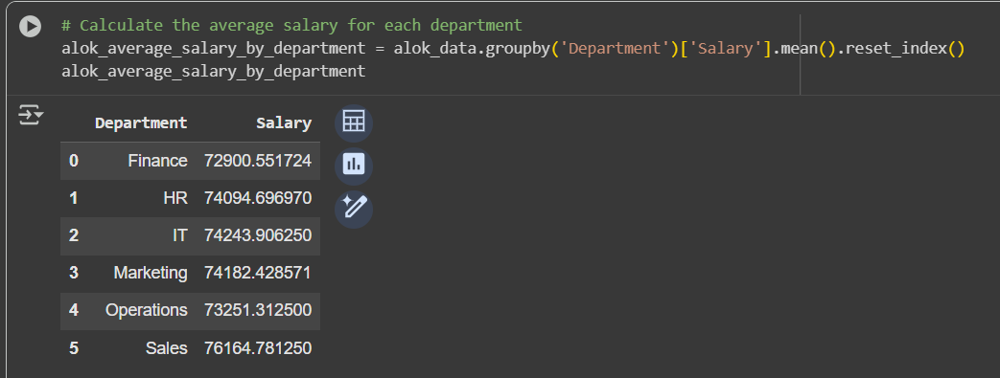 # Calculate the average salary for each department
alok_average_salary_by_department = alok_data.groupby('Department')['Salary'].mean().reset_index()
alok_average_salary_by_department
Department Salary
0 Finance 72900.551724
1 HR 74094.696970
2 IT 74243.906250
3 Marketing 74182.428571
4 Operations 73251.312500
5 Sales 76164.781250